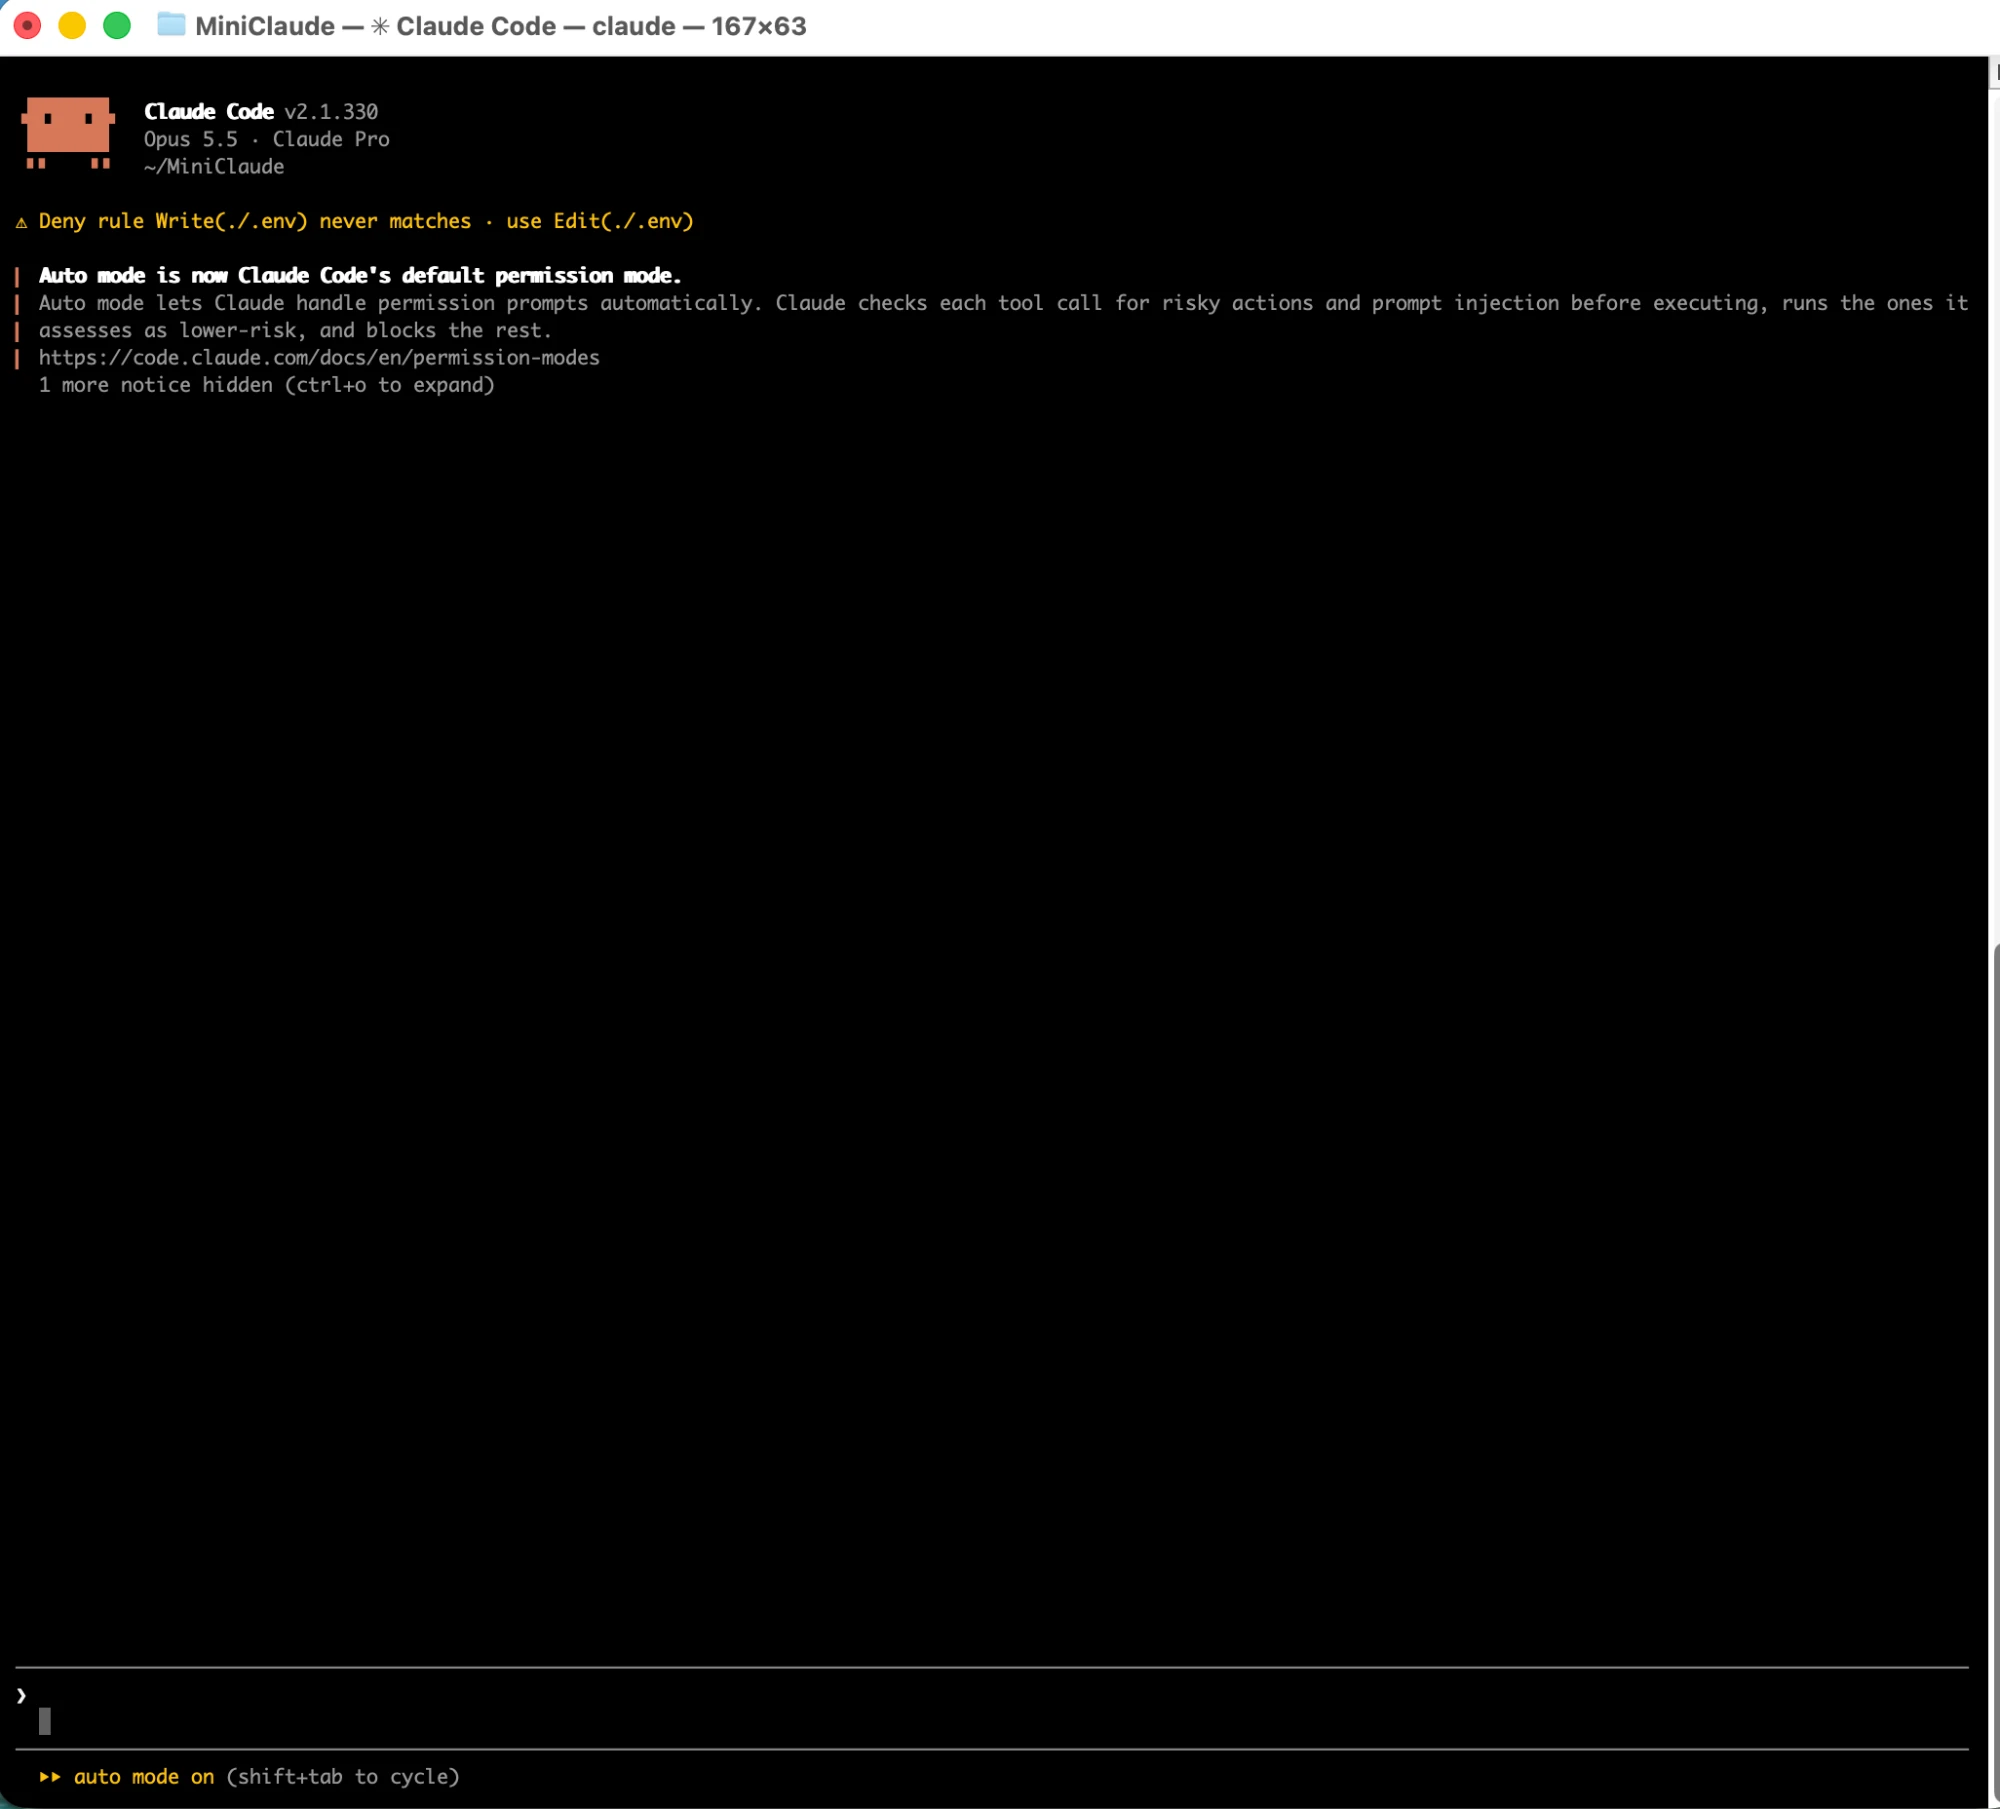 MiniClaude — ✳ Claude Code — claude — 167×63
Claude Code v2.1.330
Opus 5.5 · Claude Pro
~/MiniClaude
⚠ Deny rule Write(./.env) never matches · use Edit(./.env)
Auto mode is now Claude Code's default permission mode.
Auto mode lets Claude handle permission prompts automatically. Claude checks each tool call for risky actions and prompt injection before executing, runs the ones it
assesses as lower-risk, and blocks the rest.
https://code.claude.com/docs/en/permission-modes
1 more notice hidden (ctrl+o to expand)
❯
⏵⏵ auto mode on (shift+tab to cycle)